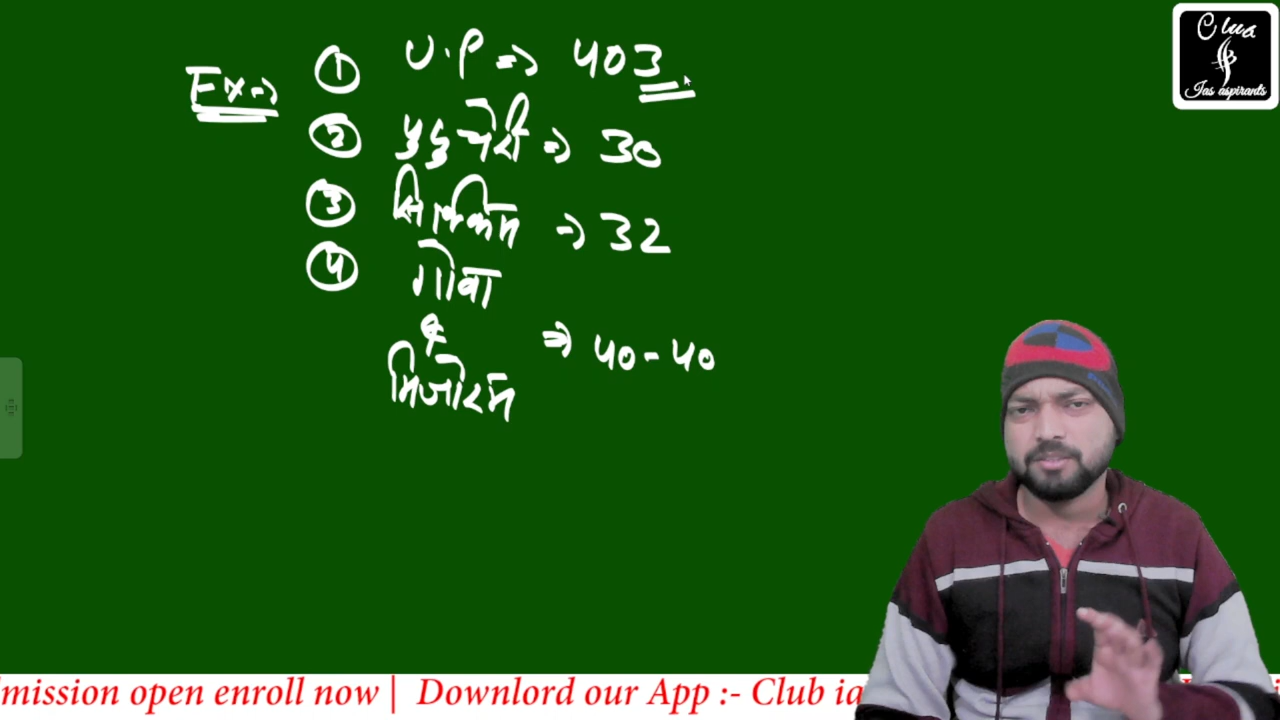 Ex →
① U.P ⇒ 403
② पुदुचेरी ⇒ 30
③ सिक्किम ⇒ 32
④ गोवा
& ⇒ 40 - 40
मिजोरम
Club
Ias aspirants
mission open enroll now | Downlord our App :- Club ia